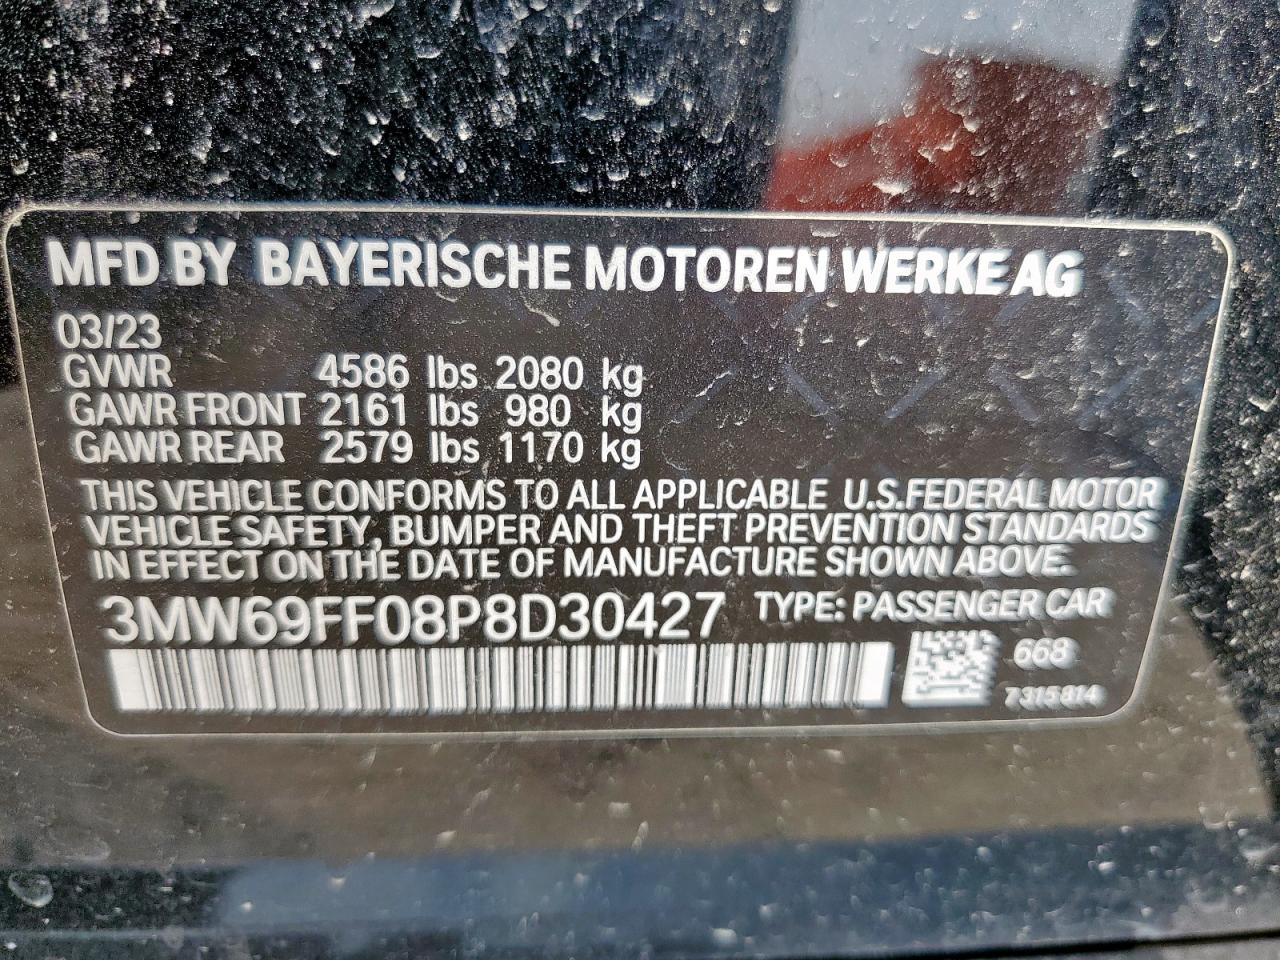 MFD BY BAYERISCHE MOTOREN WERKE AG
03/23
GVWR 4586 lbs 2080 kg
GAWR FRONT 2161 lbs 980 kg
GAWR REAR 2579 lbs 1170 kg
THIS VEHICLE CONFORMS TO ALL APPLICABLE U.S.FEDERAL MOTOR
VEHICLE SAFETY, BUMPER AND THEFT PREVENTION STANDARDS
IN EFFECT ON THE DATE OF MANUFACTURE SHOWN ABOVE.
3MW69FF08P8D30427 TYPE: PASSENGER CAR
668
7315814